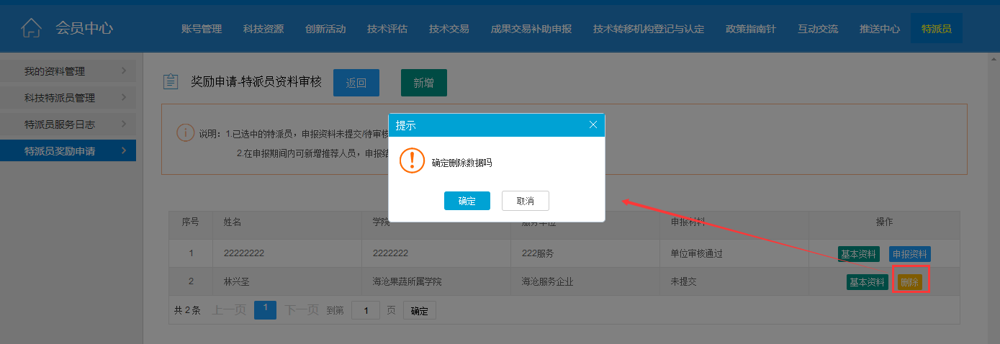 会员中心
账号管理 科技资源 创新活动 技术评估 技术交易 成果交易补助申报 技术转移机构登记与认定 政策指南针 互动交流 推送中心 特派员
我的资料管理
科技特派员管理
特派员服务日志
特派员奖励申请
奖励申请-特派员资料审核 返回 新增
说明：1.已选中的特派员，申报资料未提交/待审核
2.在申报期间内可新增推荐人员，申报结
提示
确定删除数据吗
确定 取消
序号 姓名 学院 服务单位 申报材料 操作
1 22222222 2222222 222服务 单位审核通过 基本资料 申报资料
2 林兴圣 海沧果蔬所属学院 海沧服务企业 未提交 基本资料 删除
共 2 条 上一页 1 下一页 到第 1 页 确定